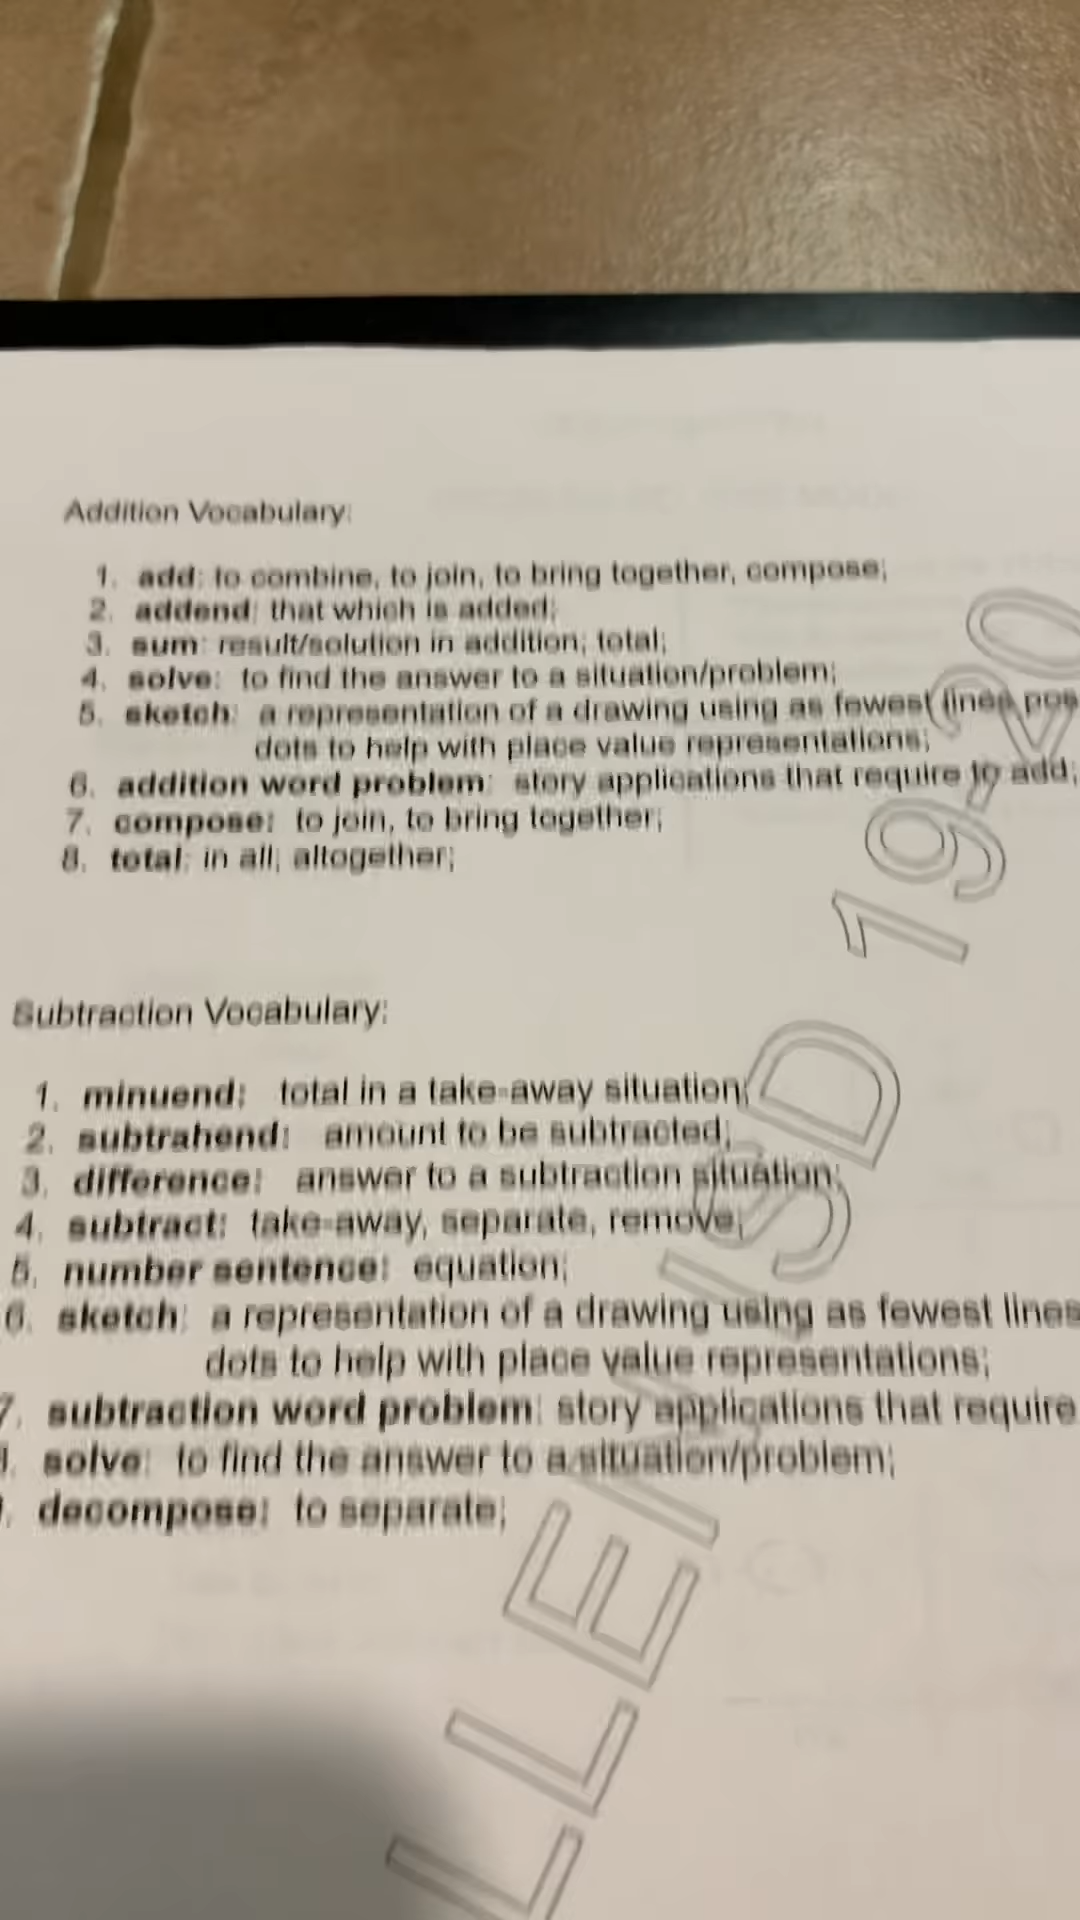 Addition Vocabulary:
1. add: to combine, to join, to bring together, compose;
2. addend: that which is added;
3. sum: result/solution in addition; total;
4. solve: to find the answer to a situation/problem;
5. sketch: a representation of a drawing using as fewest lines pos
dots to help with place value representations;
6. addition word problem: story applications that require to add;
7. compose: to join, to bring together;
8. total: in all; altogether;
Subtraction Vocabulary:
1. minuend: total in a take-away situation;
2. subtrahend: amount to be subtracted;
3. difference: answer to a subtraction situation;
4. subtract: take-away, separate, remove;
5. number sentence: equation;
6. sketch: a representation of a drawing using as fewest lines
dots to help with place value representations;
7. subtraction word problem: story applications that require
. solve: to find the answer to a situation/problem;
. decompose: to separate;
LLEN ISD 19-20